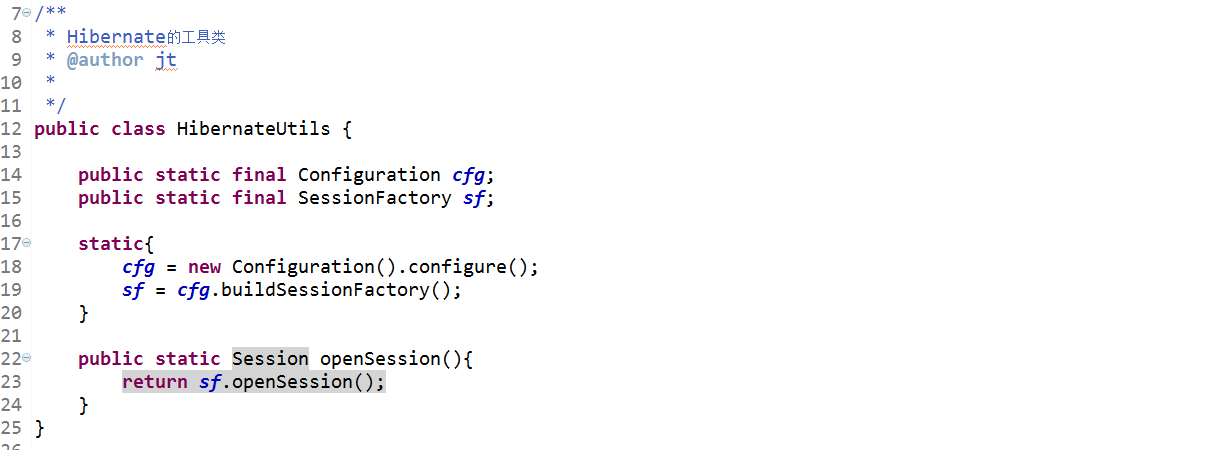 7 /**
8  * Hibernate的工具类
9  * @author jt
10  *
11  */
12 public class HibernateUtils {
13
14     public static final Configuration cfg;
15     public static final SessionFactory sf;
16
17     static{
18         cfg = new Configuration().configure();
19         sf = cfg.buildSessionFactory();
20     }
21
22     public static Session openSession(){
23         return sf.openSession();
24     }
25 }
26